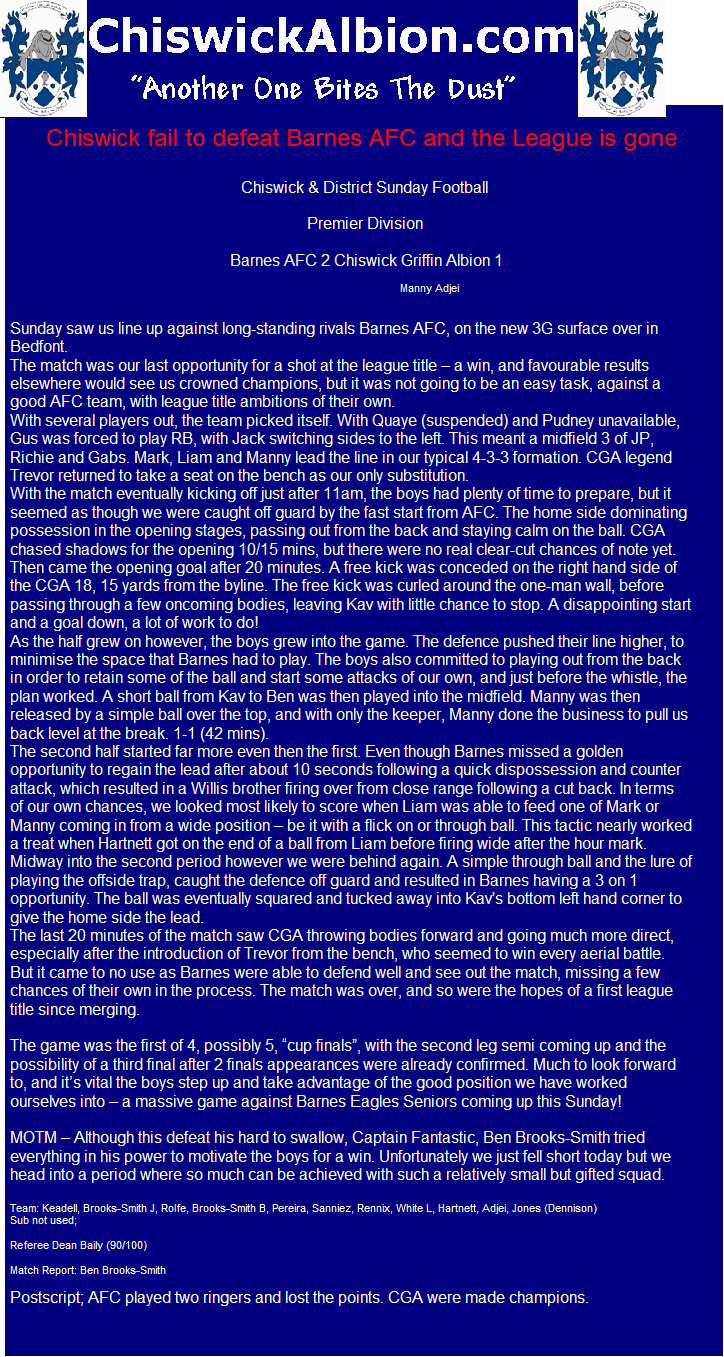 ChiswickAlbion.com
“Another One Bites The Dust”
Chiswick fail to defeat Barnes AFC and the League is gone
Chiswick & District Sunday Football
Premier Division
Barnes AFC 2 Chiswick Griffin Albion 1
Manny Adjei
Sunday saw us line up against long-standing rivals Barnes AFC, on the new 3G surface over in
Bedfont.
The match was our last opportunity for a shot at the league title – a win, and favourable results
elsewhere would see us crowned champions, but it was not going to be an easy task, against a
good AFC team, with league title ambitions of their own.
With several players out, the team picked itself. With Quaye (suspended) and Pudney unavailable,
Gus was forced to play RB, with Jack switching sides to the left. This meant a midfield 3 of JP,
Richie and Gabs. Mark, Liam and Manny lead the line in our typical 4-3-3 formation. CGA legend
Trevor returned to take a seat on the bench as our only substitution.
With the match eventually kicking off just after 11am, the boys had plenty of time to prepare, but it
seemed as though we were caught off guard by the fast start from AFC. The home side dominating
possession in the opening stages, passing out from the back and staying calm on the ball. CGA
chased shadows for the opening 10/15 mins, but there were no real clear-cut chances of note yet.
Then came the opening goal after 20 minutes. A free kick was conceded on the right hand side of
the CGA 18, 15 yards from the byline. The free kick was curled around the one-man wall, before
passing through a few oncoming bodies, leaving Kav with little chance to stop. A disappointing start
and a goal down, a lot of work to do!
As the half grew on however, the boys grew into the game. The defence pushed their line higher, to
minimise the space that Barnes had to play. The boys also committed to playing out from the back
in order to retain some of the ball and start some attacks of our own, and just before the whistle, the
plan worked. A short ball from Kav to Ben was then played into the midfield. Manny was then
released by a simple ball over the top, and with only the keeper, Manny done the business to pull us
back level at the break. 1-1 (42 mins).
The second half started far more even then the first. Even though Barnes missed a golden
opportunity to regain the lead after about 10 seconds following a quick dispossession and counter
attack, which resulted in a Willis brother firing over from close range following a cut back. In terms
of our own chances, we looked most likely to score when Liam was able to feed one of Mark or
Manny coming in from a wide position – be it with a flick on or through ball. This tactic nearly worked
a treat when Hartnett got on the end of a ball from Liam before firing wide after the hour mark.
Midway into the second period however we were behind again. A simple through ball and the lure of
playing the offside trap, caught the defence off guard and resulted in Barnes having a 3 on 1
opportunity. The ball was eventually squared and tucked away into Kav's bottom left hand corner to
give the home side the lead.
The last 20 minutes of the match saw CGA throwing bodies forward and going much more direct,
especially after the introduction of Trevor from the bench, who seemed to win every aerial battle.
But it came to no use as Barnes were able to defend well and see out the match, missing a few
chances of their own in the process. The match was over, and so were the hopes of a first league
title since merging.
The game was the first of 4, possibly 5, “cup finals”, with the second leg semi coming up and the
possibility of a third final after 2 finals appearances were already confirmed. Much to look forward
to, and it’s vital the boys step up and take advantage of the good position we have worked
ourselves into – a massive game against Barnes Eagles Seniors coming up this Sunday!
MOTM – Although this defeat his hard to swallow, Captain Fantastic, Ben Brooks-Smith tried
everything in his power to motivate the boys for a win. Unfortunately we just fell short today but we
head into a period where so much can be achieved with such a relatively small but gifted squad.
Team: Keadell, Brooks-Smith J, Rolfe, Brooks-Smith B, Pereira, Sanniez, Rennix, White L, Hartnett, Adjei, Jones (Dennison)
Sub not used;
Referee Dean Baily (90/100)
Match Report: Ben Brooks-Smith
Postscript; AFC played two ringers and lost the points. CGA were made champions.